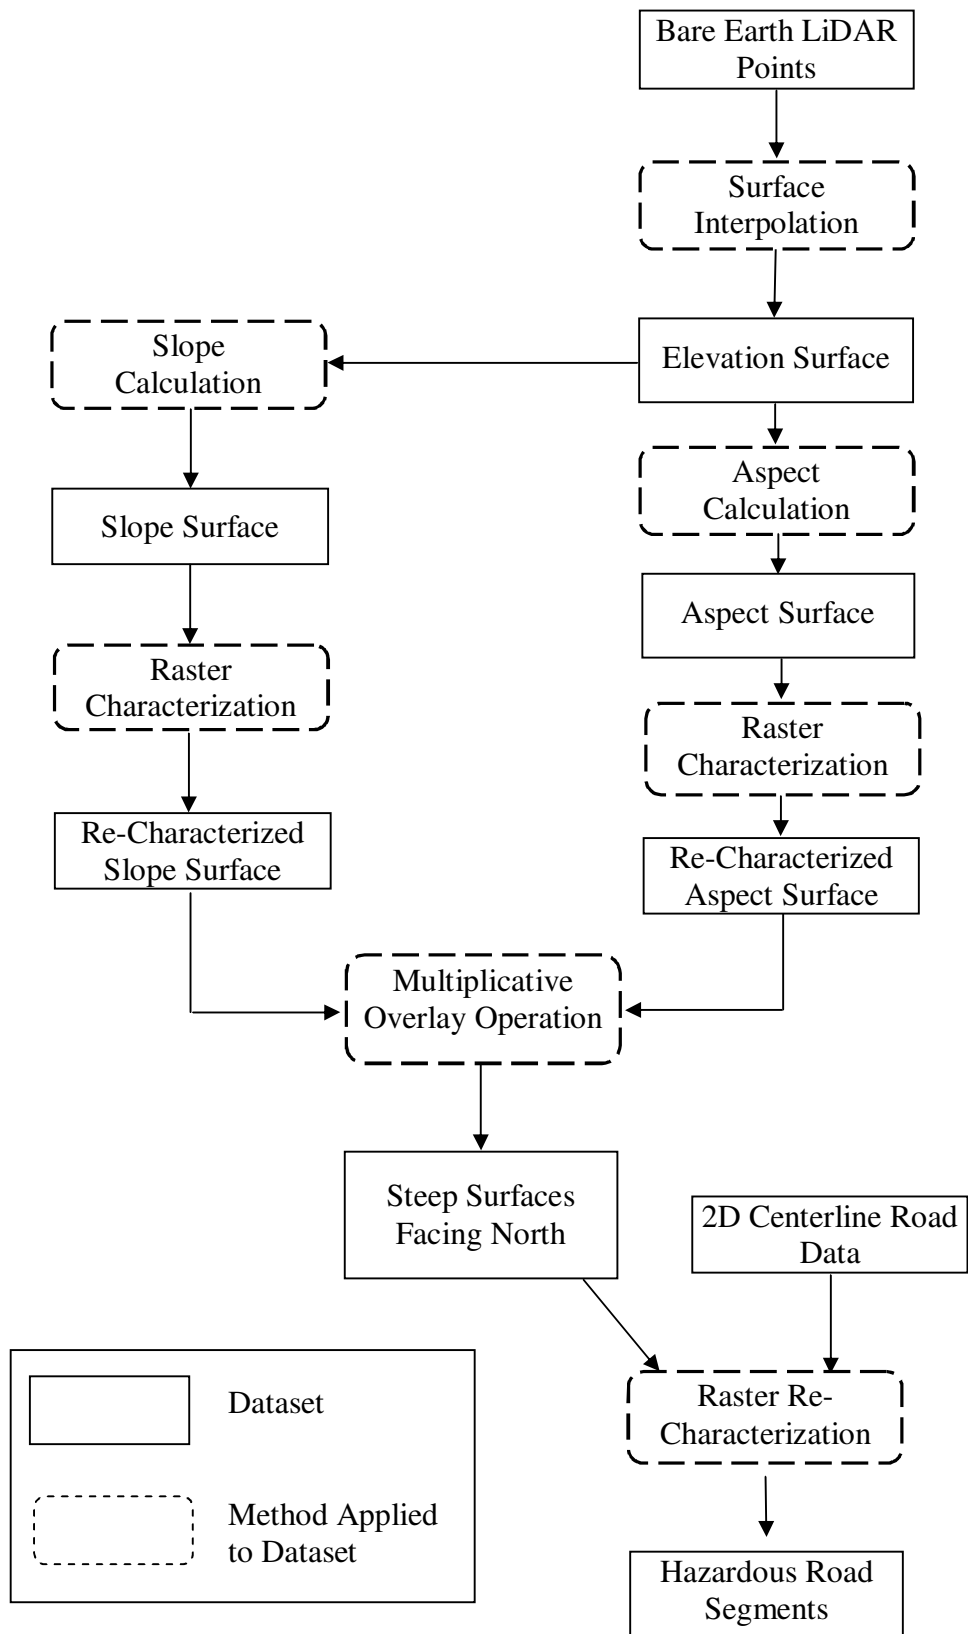 Bare Earth LiDAR
Points
Surface
Interpolation
Elevation Surface
Slope
Calculation
Aspect
Calculation
Slope Surface
Aspect Surface
Raster
Characterization
Raster
Characterization
Re-Characterized
Slope Surface
Re-Characterized
Aspect Surface
Multiplicative
Overlay Operation
Steep Surfaces
Facing North
2D Centerline Road
Data
Raster Re-
Characterization
Hazardous Road
Segments
Dataset
Method Applied
to Dataset